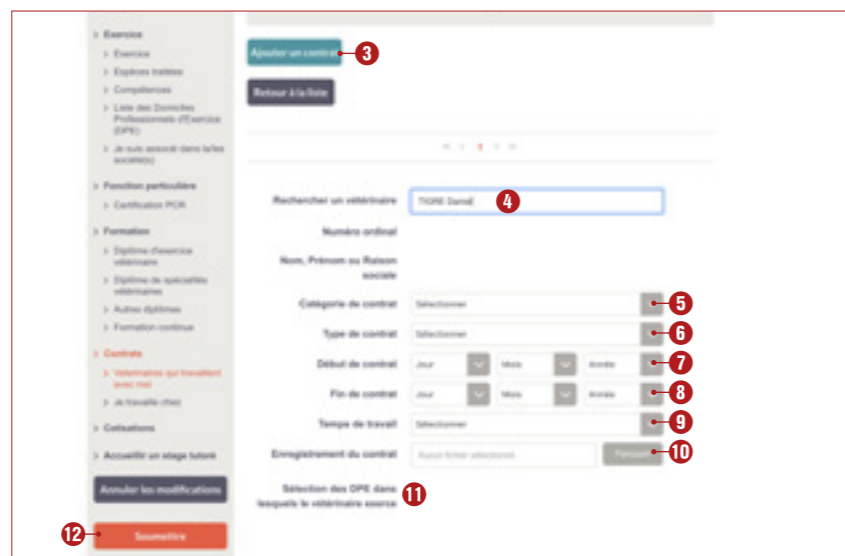 > Exercice
> Exercice
> Espèces traitées
> Compétences
> Liste des Domiciles
Professionnels d'Exercice
(DPE)
> Je suis associé dans la/les
société(s)
> Fonction particulière
> Certification PCR
> Formation
> Diplôme d'exercice
vétérinaire
> Diplôme de spécialités
vétérinaires
> Autres diplômes
> Formation continue
> Contrats
> Vétérinaires qui travaillent
avec moi
> Je travaille chez
> Cotisations
> Accueillir un stage tutoré
Annuler les modifications
12 Soumettre
Ajouter un contrat 3
Retour à la liste
1
Rechercher un vétérinaire TIGRE Daniel 4
Numéro ordinal
Nom, Prénom ou Raison
sociale
Catégorie de contrat Sélectionner 5
Type de contrat Sélectionner 6
Début de contrat Jour Mois Année 7
Fin de contrat Jour Mois Année 8
Temps de travail Sélectionner 9
Enregistrement du contrat Aucun fichier sélectionné. Parcourir 10
Sélection des DPE dans 11
lesquels le vétérinaire exerce